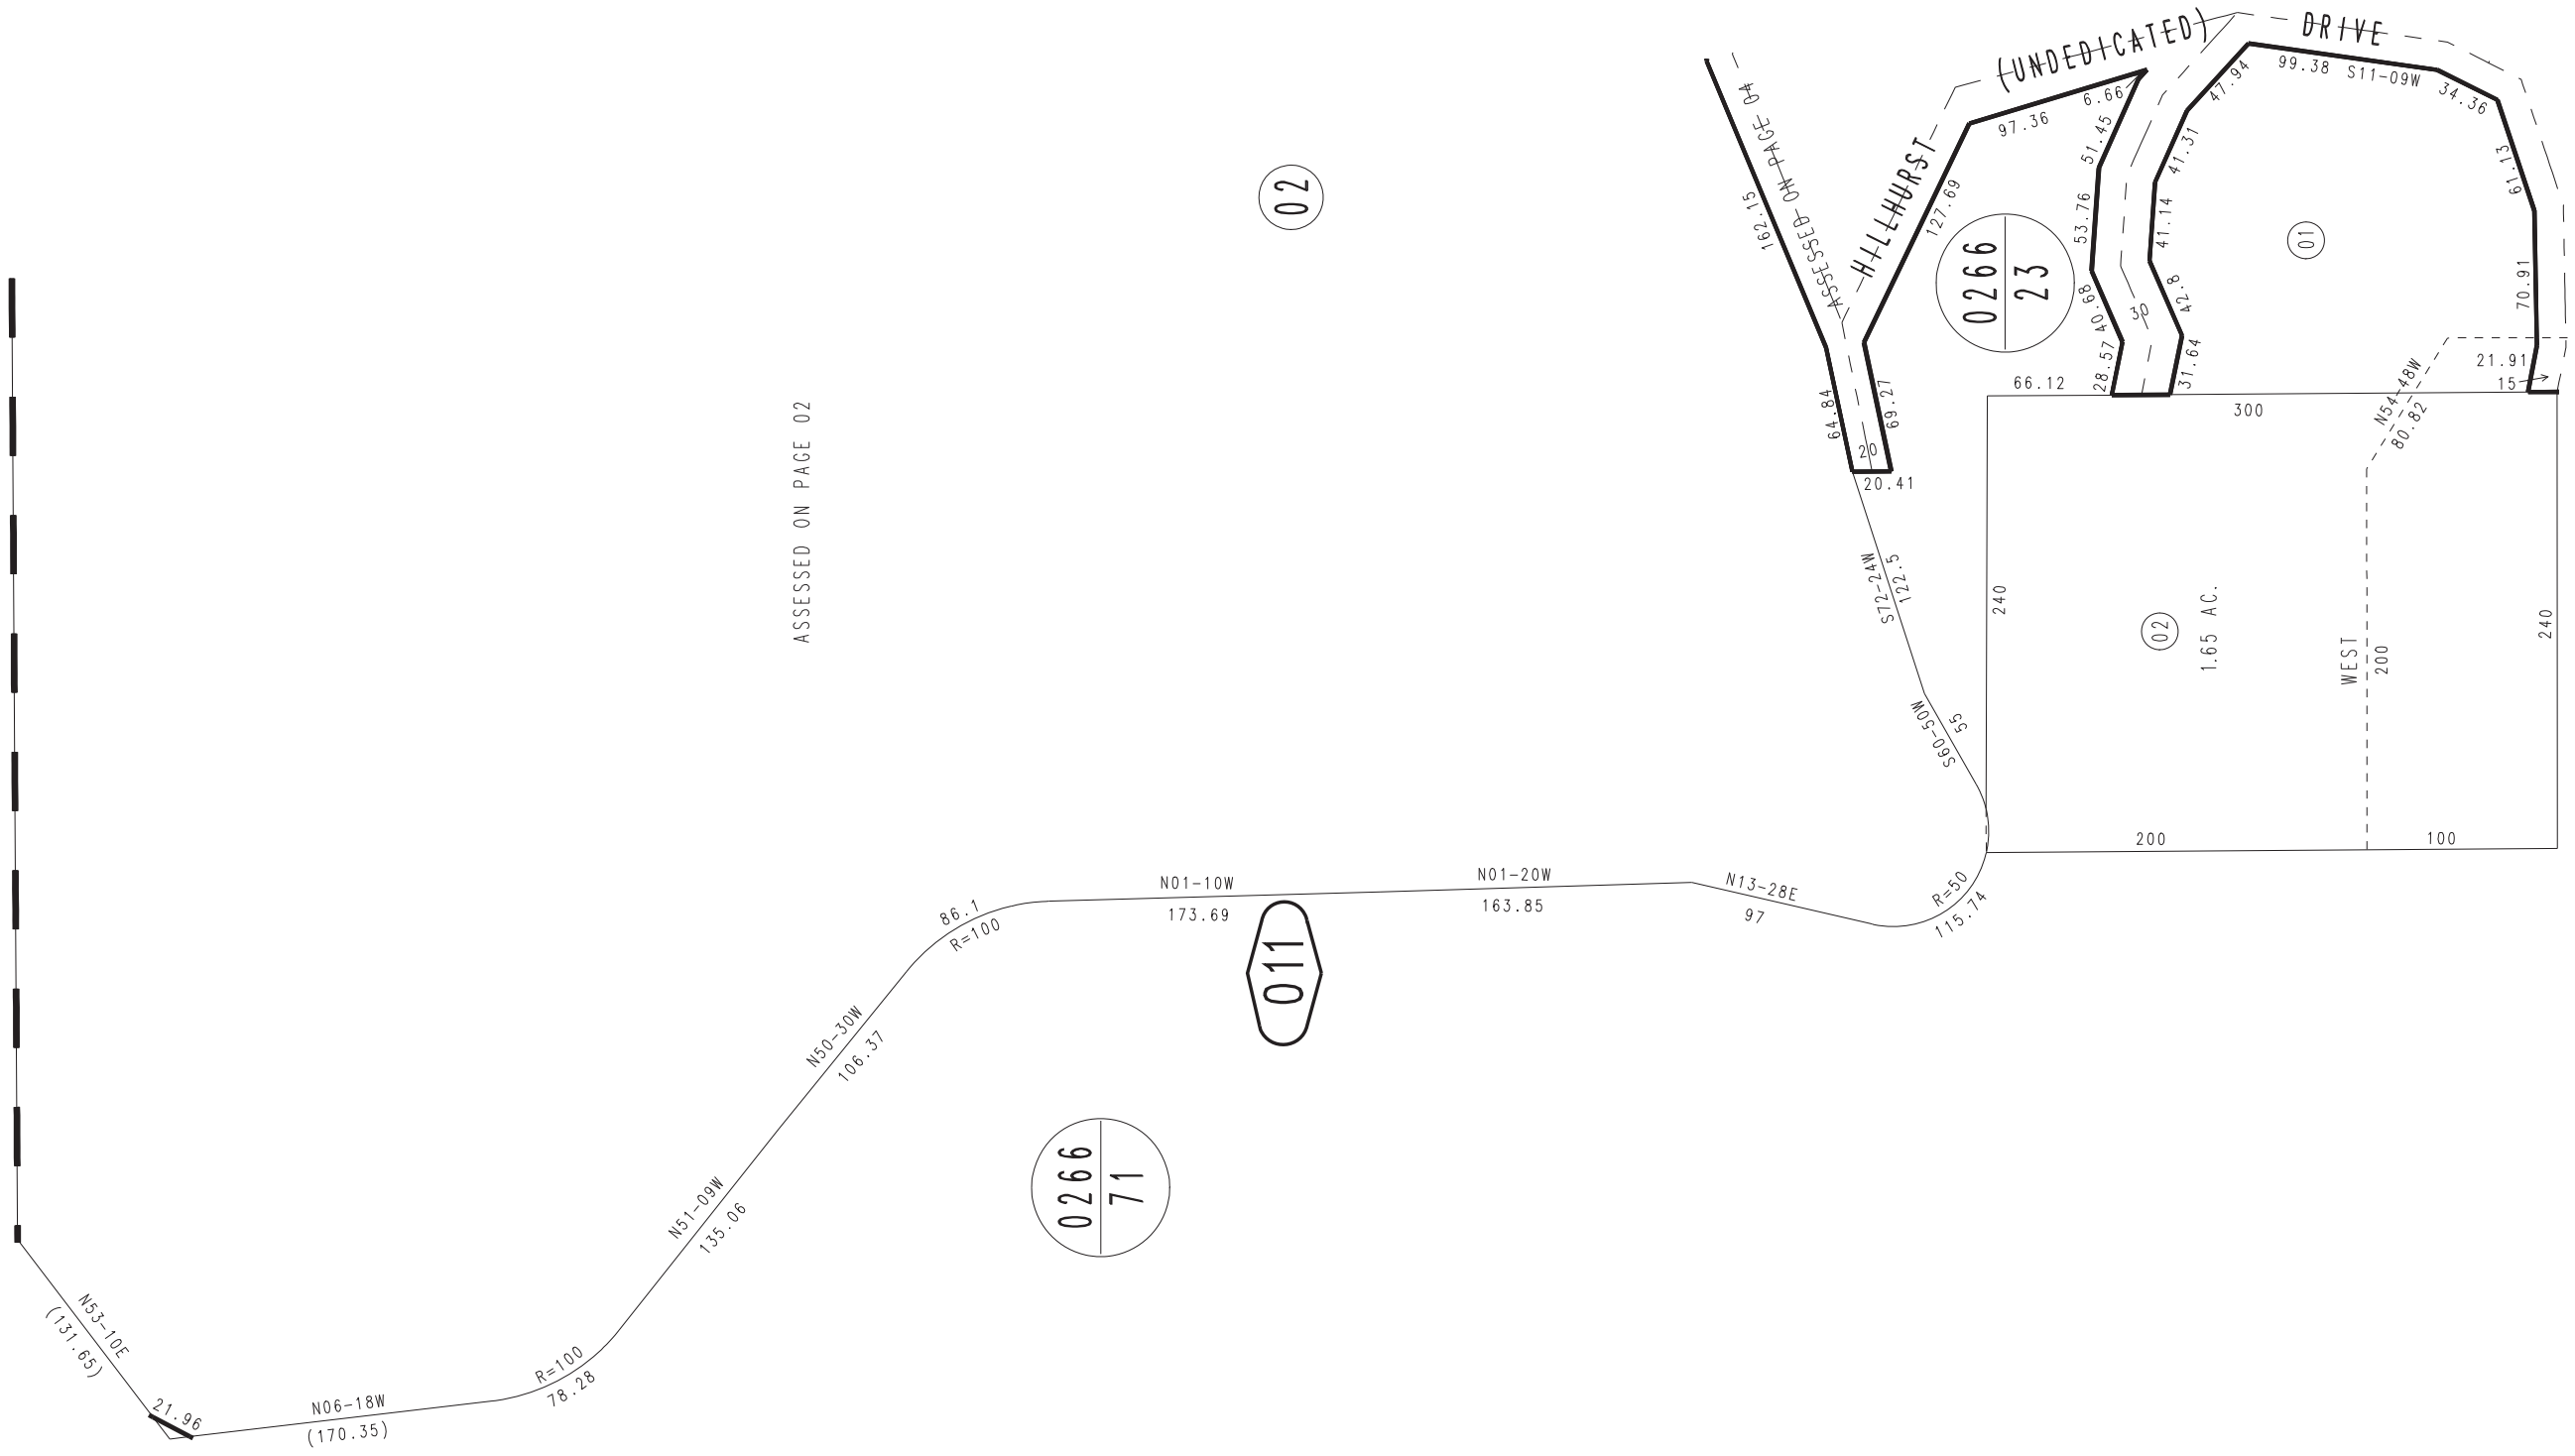 (UNDEDICATED)
DRIVE
HILLHURST
ASSESSED ON PAGE 04
162.15
64.84
20
20.41
69.27
127.69
97.36
6.66
51.45
53.76
40.68
28.57
30
47.94
41.31
41.14
42.8
31.64
99.38
S11-09W
34.36
61.13
70.91
21.91
15
01
02
0266
23
66.12
300
N54-48W
80.82
240
02
1.65 AC.
WEST
200
240
200
100
ASSESSED ON PAGE 02
S72-24W
122.5
S60-50W
55
R=50
115.74
N13-28E
97
N01-20W
163.85
N01-10W
173.69
011
86.1
R=100
N50-30W
106.37
0266
71
N51-09W
135.06
R=100
78.28
N06-18W
(170.35)
21.96
N53-10E
(131.65)